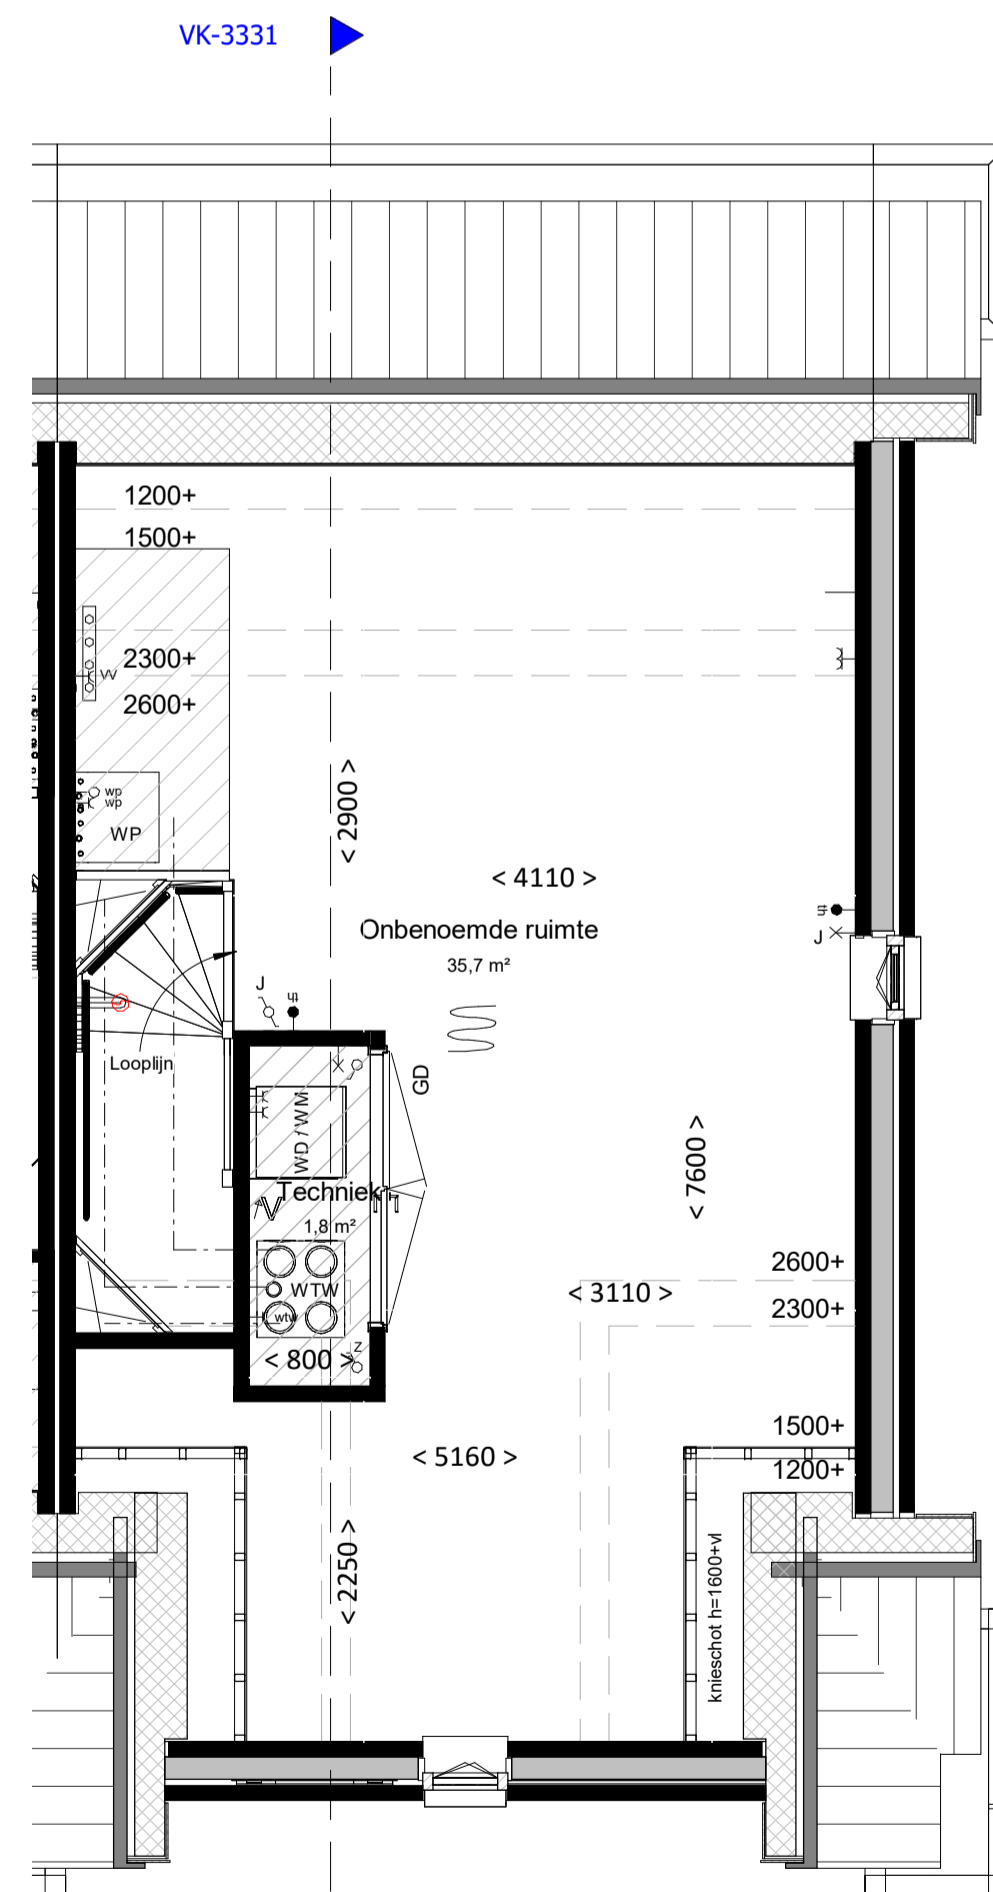 VK-3331
1200+
1500+
2300+
VV
2600+
wp
wp
WP
< 2900 >
< 4110 >
Onbenoemde ruimte
35,7 m²
th
J
J
th
Looplijn
GD
WD / WM
< 7600 >
Techniek
1,8 m²
WTW
wtw
2600+
< 3110 >
2300+
Z
< 800 >
1500+
< 5160 >
1200+
< 2250 >
knieschot h=1600+vl